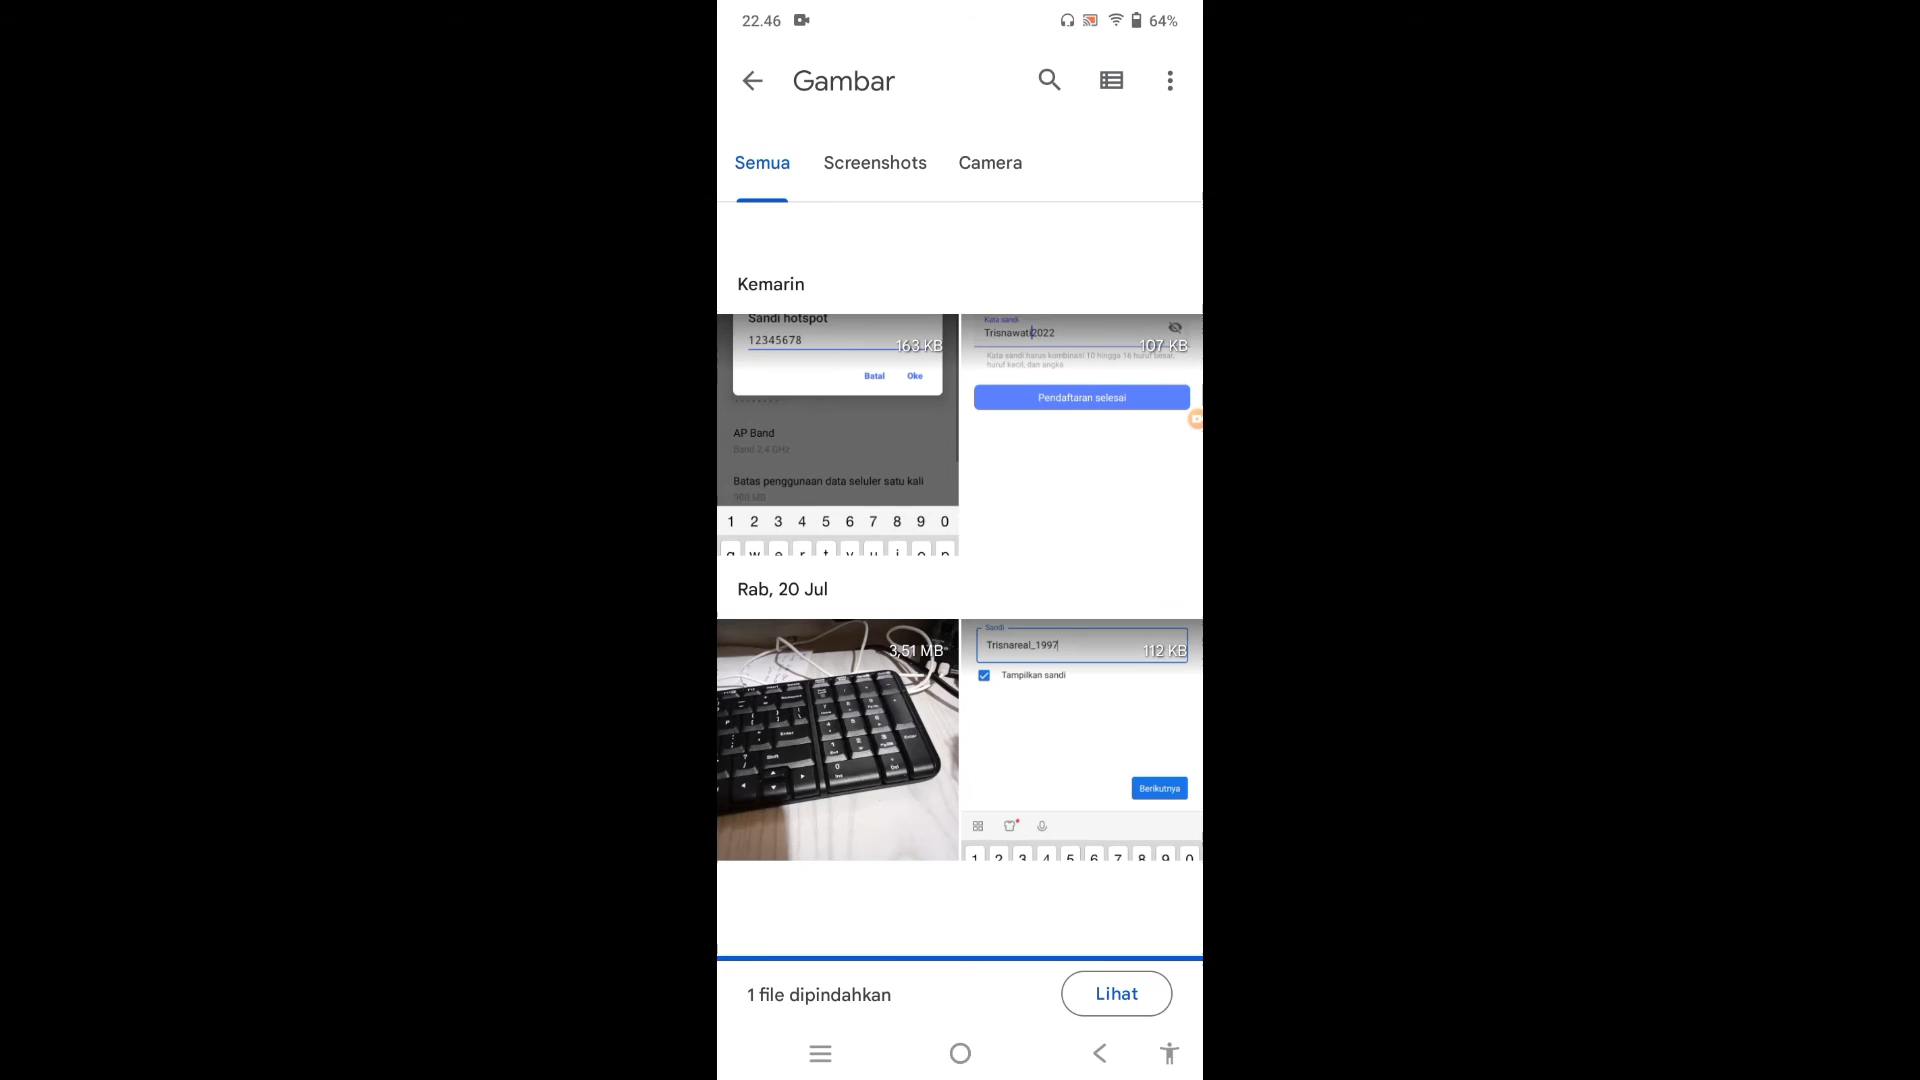 22.46
64%
Gambar
Semua Screenshots Camera
Kemarin
Sandi hotspot
12345678
163 KB
Batal Oke
AP Band
Band 2,4 GHz
Batas penggunaan data seluler satu kali
1 2 3 4 5 6 7 8 9 0
Kata sandi
Trisnawati2022
107 KB
Kata sandi harus kombinasi 10 hingga 16 huruf besar,
huruf kecil, dan angka
Pendaftaran selesai
Rab, 20 Jul
3,51 MB
Enter
Shift
Sandi
Trisnareal_1997
112 KB
Tampilkan sandi
Berikutnya
1 2 3 4 5 6 7 8 9 0
1 file dipindahkan
Lihat